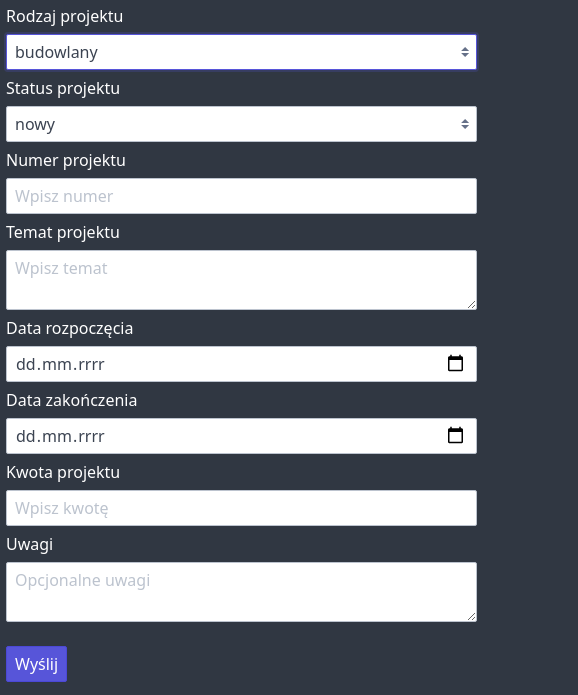 Rodzaj projektu
budowlany
Status projektu
nowy
Numer projektu
Wpisz numer
Temat projektu
Wpisz temat
Data rozpoczęcia
dd.mm.rrrr
Data zakończenia
dd.mm.rrrr
Kwota projektu
Wpisz kwotę
Uwagi
Opcjonalne uwagi
Wyślij